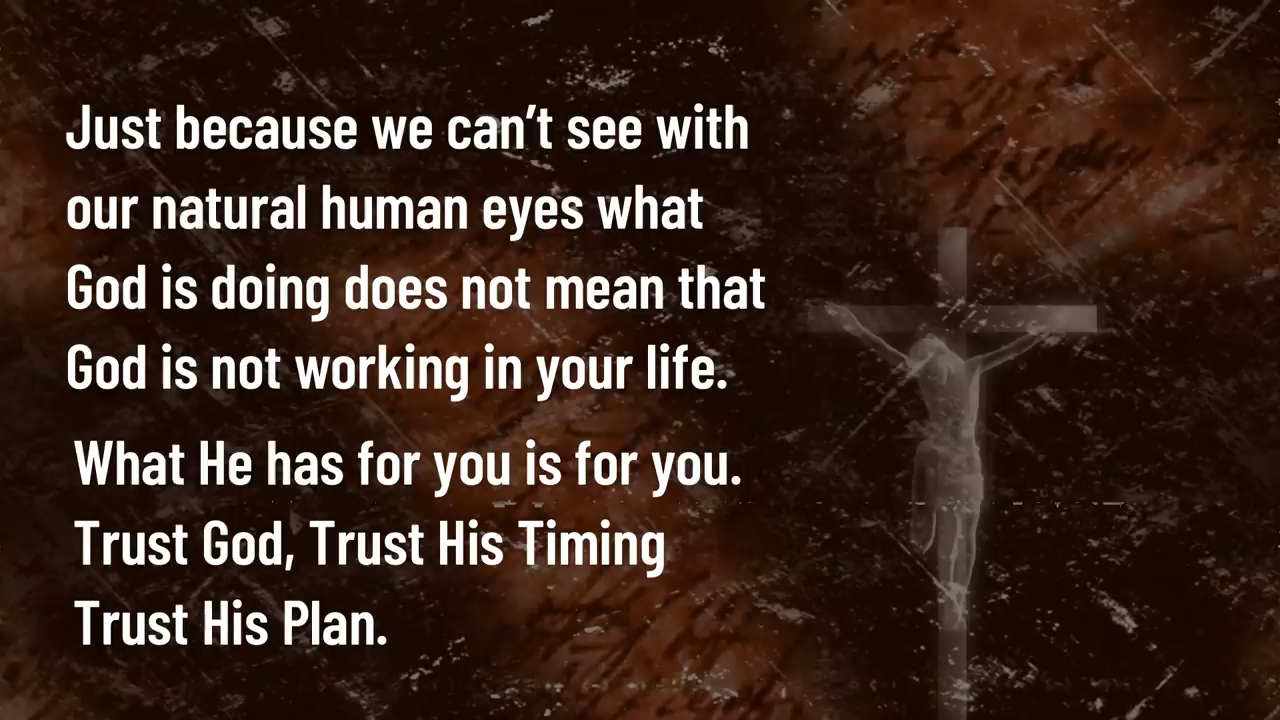 Just because we can’t see with
our natural human eyes what
God is doing does not mean that
God is not working in your life.
What He has for you is for you.
Trust God, Trust His Timing
Trust His Plan.